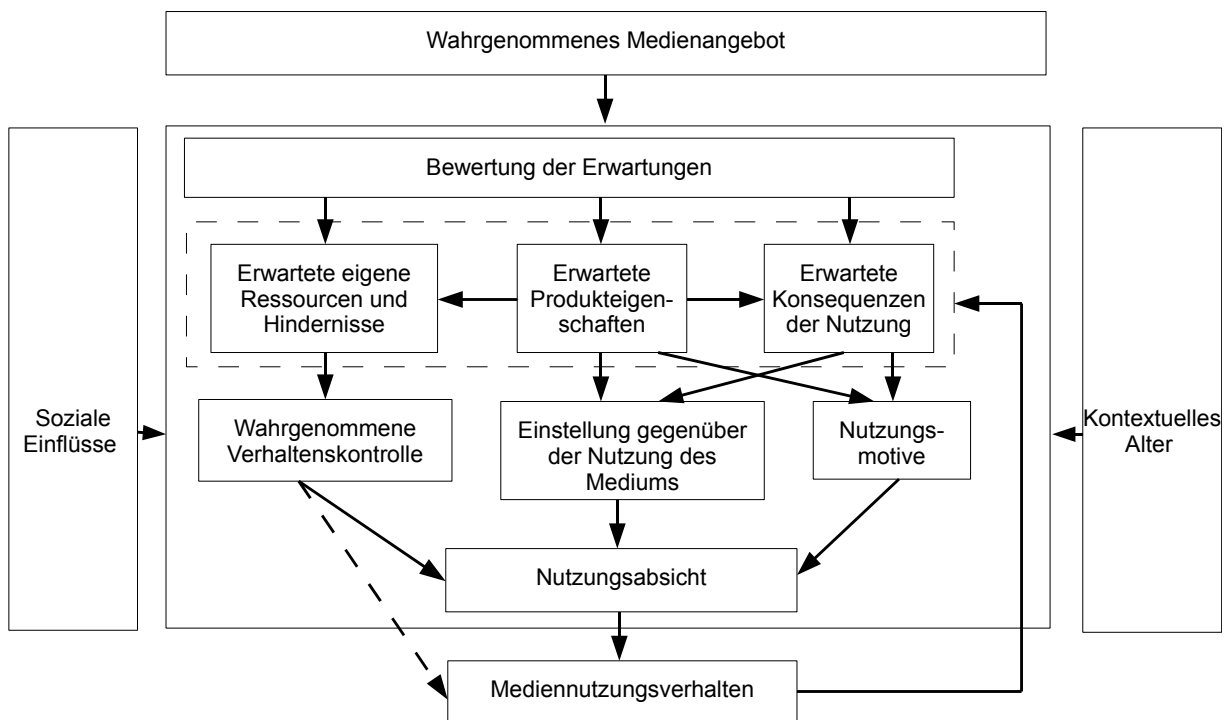 Wahrgenommenes Medienangebot
Bewertung der Erwartungen
Erwartete eigene
Ressourcen und
Hindernisse
Erwartete
Produkteigen-
schaften
Erwartete
Konsequenzen
der Nutzung
Soziale
Einflüsse
Wahrgenommene
Verhaltenskontrolle
Einstellung gegenüber
der Nutzung des
Mediums
Nutzungs-
motive
Kontextuelles
Alter
Nutzungsabsicht
Mediennutzungsverhalten